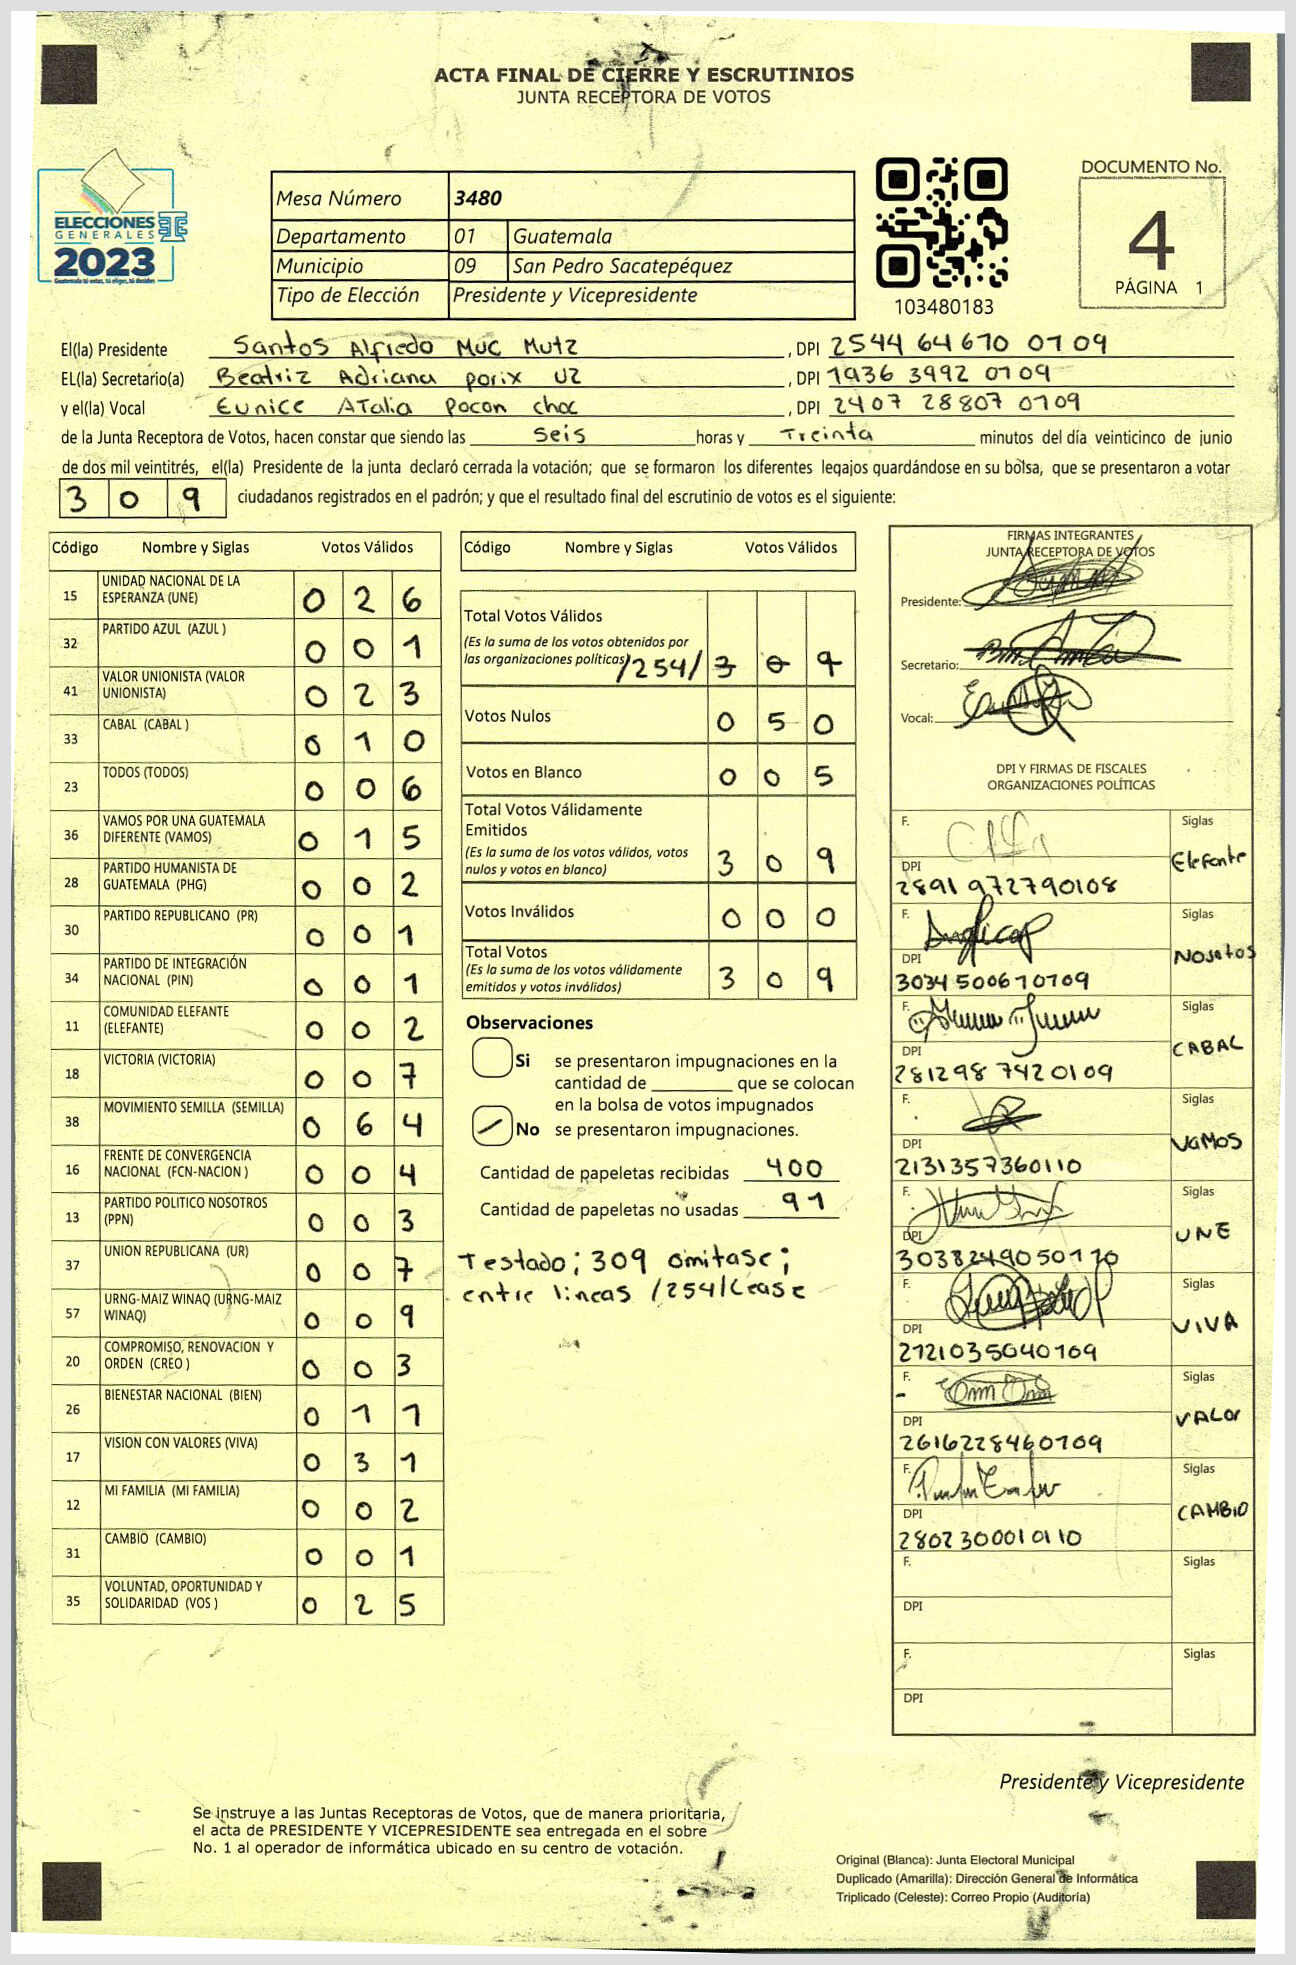 ACTA FINAL DE CIERRE Y ESCRUTINIOS
JUNTA RECEPTORA DE VOTOS
ELECCIONES
GENERALES
2023
Guatemala tú votas, tú eliges, tú decides
Mesa Número 3480
Departamento 01 Guatemala
Municipio 09 San Pedro Sacatepéquez
Tipo de Elección Presidente y Vicepresidente
103480183
DOCUMENTO No.
4
PÁGINA 1
El(la) Presidente Santos Alfredo Muc Mutz , DPI 2544 64670 0109
EL(la) Secretario(a) Beatriz Adriana porix UZ , DPI 1936 3992 0109
y el(la) Vocal Eunice ATalia Pocon choc , DPI 2407 28807 0109
de la Junta Receptora de Votos, hacen constar que siendo las seis horas y Treinta minutos del día veinticinco de junio
de dos mil veintitrés, el(la) Presidente de la junta declaró cerrada la votación; que se formaron los diferentes legajos guardándose en su bolsa, que se presentaron a votar
3 0 9 ciudadanos registrados en el padrón; y que el resultado final del escrutinio de votos es el siguiente:
Código Nombre y Siglas Votos Válidos
15 UNIDAD NACIONAL DE LA ESPERANZA (UNE) 0 2 6
32 PARTIDO AZUL (AZUL ) 0 0 1
41 VALOR UNIONISTA (VALOR UNIONISTA) 0 2 3
33 CABAL (CABAL ) 0 1 0
23 TODOS (TODOS) 0 0 6
36 VAMOS POR UNA GUATEMALA DIFERENTE (VAMOS) 0 1 5
28 PARTIDO HUMANISTA DE GUATEMALA (PHG) 0 0 2
30 PARTIDO REPUBLICANO (PR) 0 0 1
34 PARTIDO DE INTEGRACIÓN NACIONAL (PIN) 0 0 1
11 COMUNIDAD ELEFANTE (ELEFANTE) 0 0 2
18 VICTORIA (VICTORIA) 0 0 7
38 MOVIMIENTO SEMILLA (SEMILLA) 0 6 4
16 FRENTE DE CONVERGENCIA NACIONAL (FCN-NACION ) 0 0 4
13 PARTIDO POLITICO NOSOTROS (PPN) 0 0 3
37 UNION REPUBLICANA (UR) 0 0 7
57 URNG-MAIZ WINAQ (URNG-MAIZ WINAQ) 0 0 9
20 COMPROMISO, RENOVACION Y ORDEN (CREO ) 0 0 3
26 BIENESTAR NACIONAL (BIEN) 0 1 1
17 VISION CON VALORES (VIVA) 0 3 1
12 MI FAMILIA (MI FAMILIA) 0 0 2
31 CAMBIO (CAMBIO) 0 0 1
35 VOLUNTAD, OPORTUNIDAD Y SOLIDARIDAD (VOS ) 0 2 5
Código Nombre y Siglas Votos Válidos
Total Votos Válidos
(Es la suma de los votos obtenidos por
las organizaciones políticas) /254/ 3 0 9
Votos Nulos 0 5 0
Votos en Blanco 0 0 5
Total Votos Válidamente
Emitidos
(Es la suma de los votos válidos, votos
nulos y votos en blanco) 3 0 9
Votos Inválidos 0 0 0
Total Votos
(Es la suma de los votos válidamente
emitidos y votos inválidos) 3 0 9
Observaciones
Si se presentaron impugnaciones en la
cantidad de ________ que se colocan
en la bolsa de votos impugnados
No se presentaron impugnaciones.
Cantidad de papeletas recibidas 400
Cantidad de papeletas no usadas 91
Testado; 309 omitase;
entre lineas /254/Lease
FIRMAS INTEGRANTES
JUNTA RECEPTORA DE VOTOS
Presidente:
Secretario:
Vocal:
DPI Y FIRMAS DE FISCALES
ORGANIZACIONES POLÍTICAS
F. Siglas
Elefante
DPI
2891 972790108
F. Siglas
Nosotos
DPI
3034 500670109
F. Siglas
CABAL
DPI
281298 7420109
F. Siglas
VaMOS
DPI
2131357360110
F. Siglas
UNE
DPI
3038249050110
F. Siglas
VIVA
DPI
2721035040109
F. Siglas
VALOr
DPI
2616228460109
F. Siglas
CAMBIO
DPI
2802300010110
F. Siglas
DPI
F. Siglas
DPI
Presidente y Vicepresidente
Se instruye a las Juntas Receptoras de Votos, que de manera prioritaria,
el acta de PRESIDENTE Y VICEPRESIDENTE sea entregada en el sobre
No. 1 al operador de informática ubicado en su centro de votación.
Original (Blanca): Junta Electoral Municipal
Duplicado (Amarilla): Dirección General de Informática
Triplicado (Celeste): Correo Propio (Auditoría)